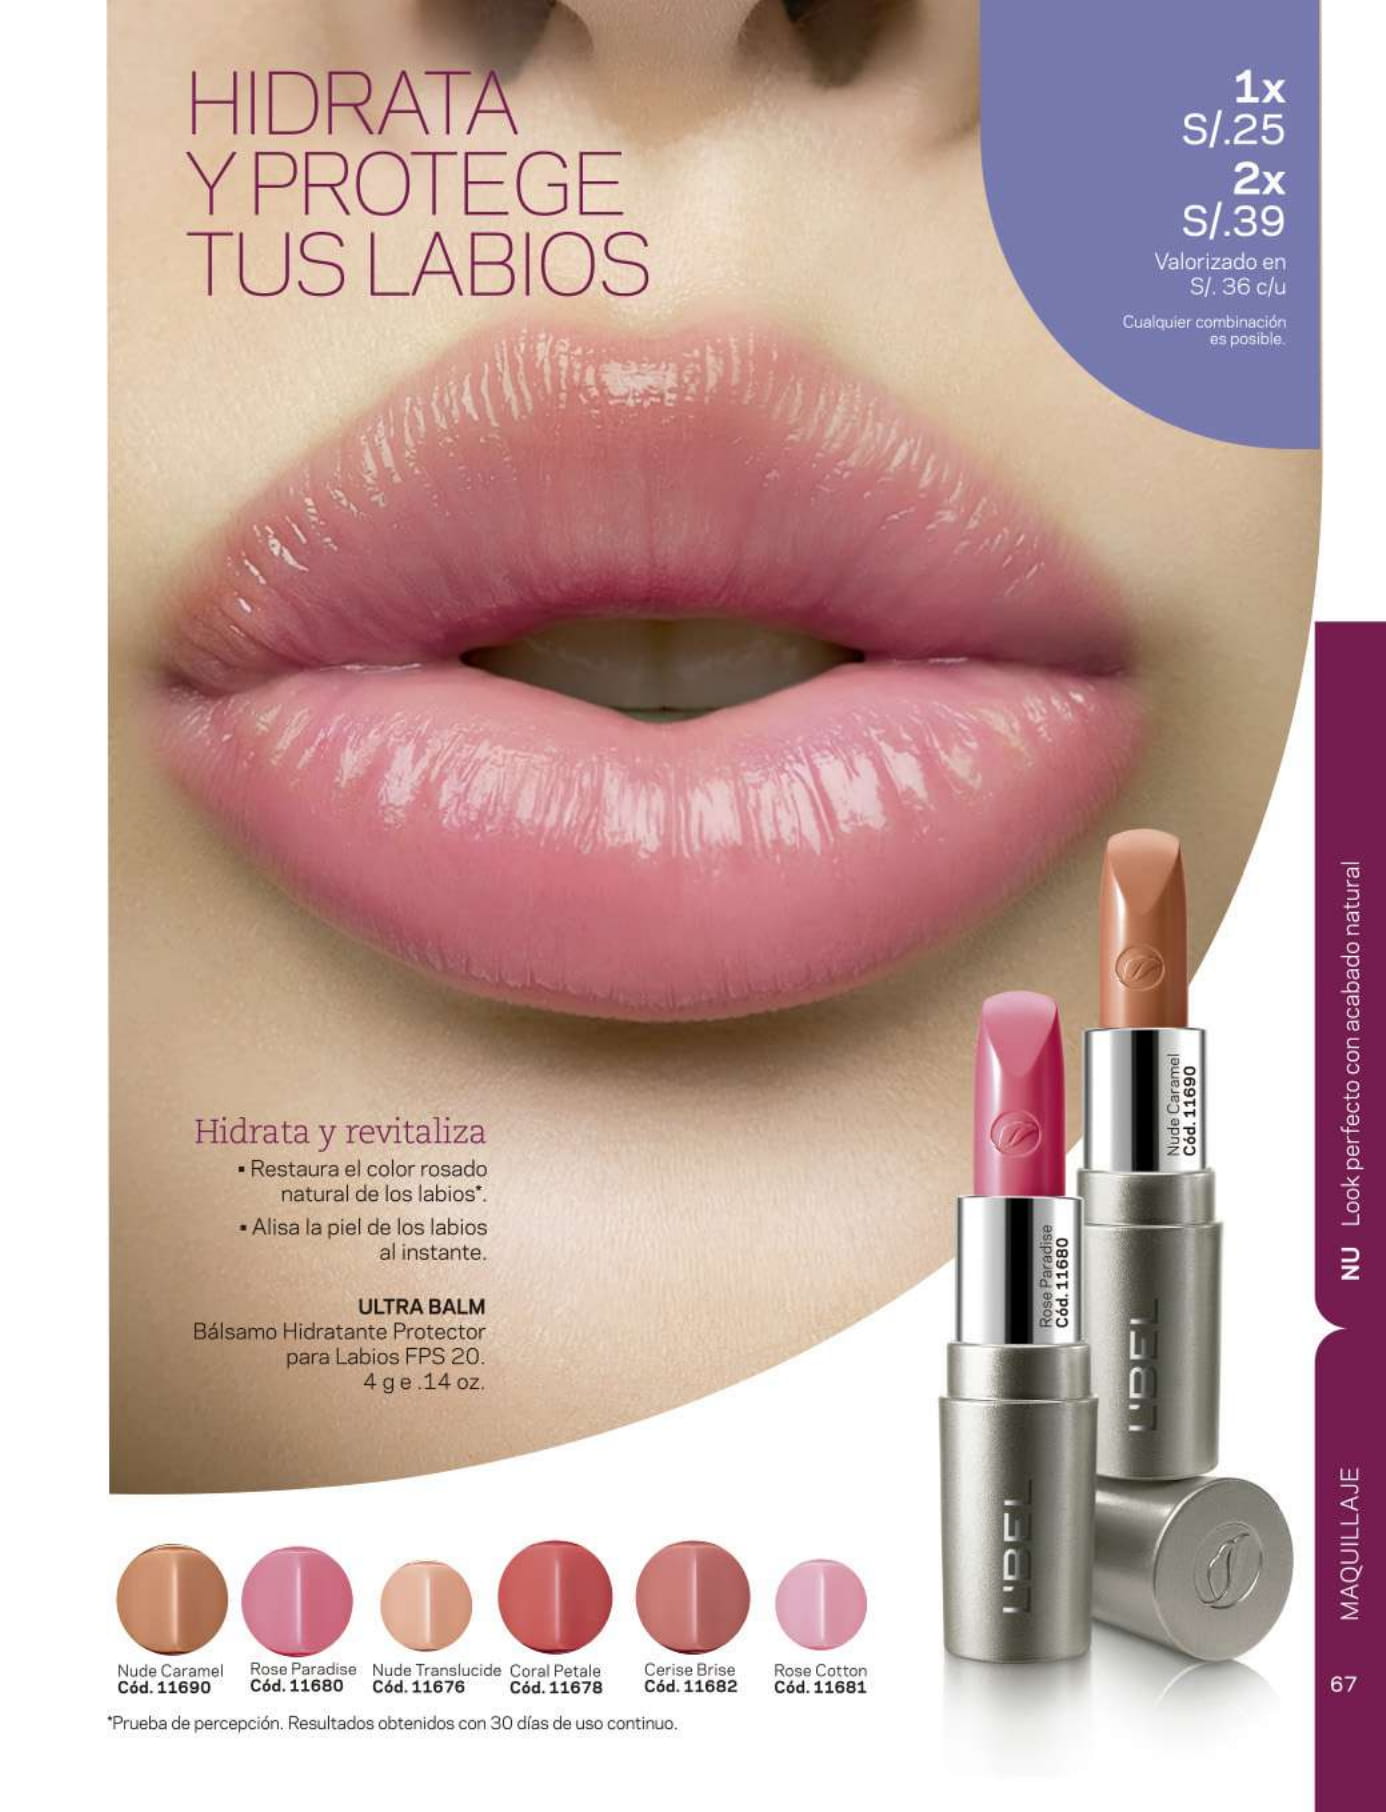 HIDRATA
Y PROTEGE
TUS LABIOS
1x
S/.25
2x
S/.39
Valorizado en
S/. 36 c/u
Cualquier combinación
es posible.
Hidrata y revitaliza
▪ Restaura el color rosado
natural de los labios*.
▪ Alisa la piel de los labios
al instante.
ULTRA BALM
Bálsamo Hidratante Protector
para Labios FPS 20.
4 g e .14 oz.
Rose Paradise
Cód. 11680
L'BEL
Nude Caramel
Cód. 11690
L'BEL
Nude Caramel
Cód. 11690
Rose Paradise
Cód. 11680
Nude Translucide
Cód. 11676
Coral Petale
Cód. 11678
Cerise Brise
Cód. 11682
Rose Cotton
Cód. 11681
*Prueba de percepción. Resultados obtenidos con 30 días de uso continuo.
NU Look perfecto con acabado natural
MAQUILLAJE
67